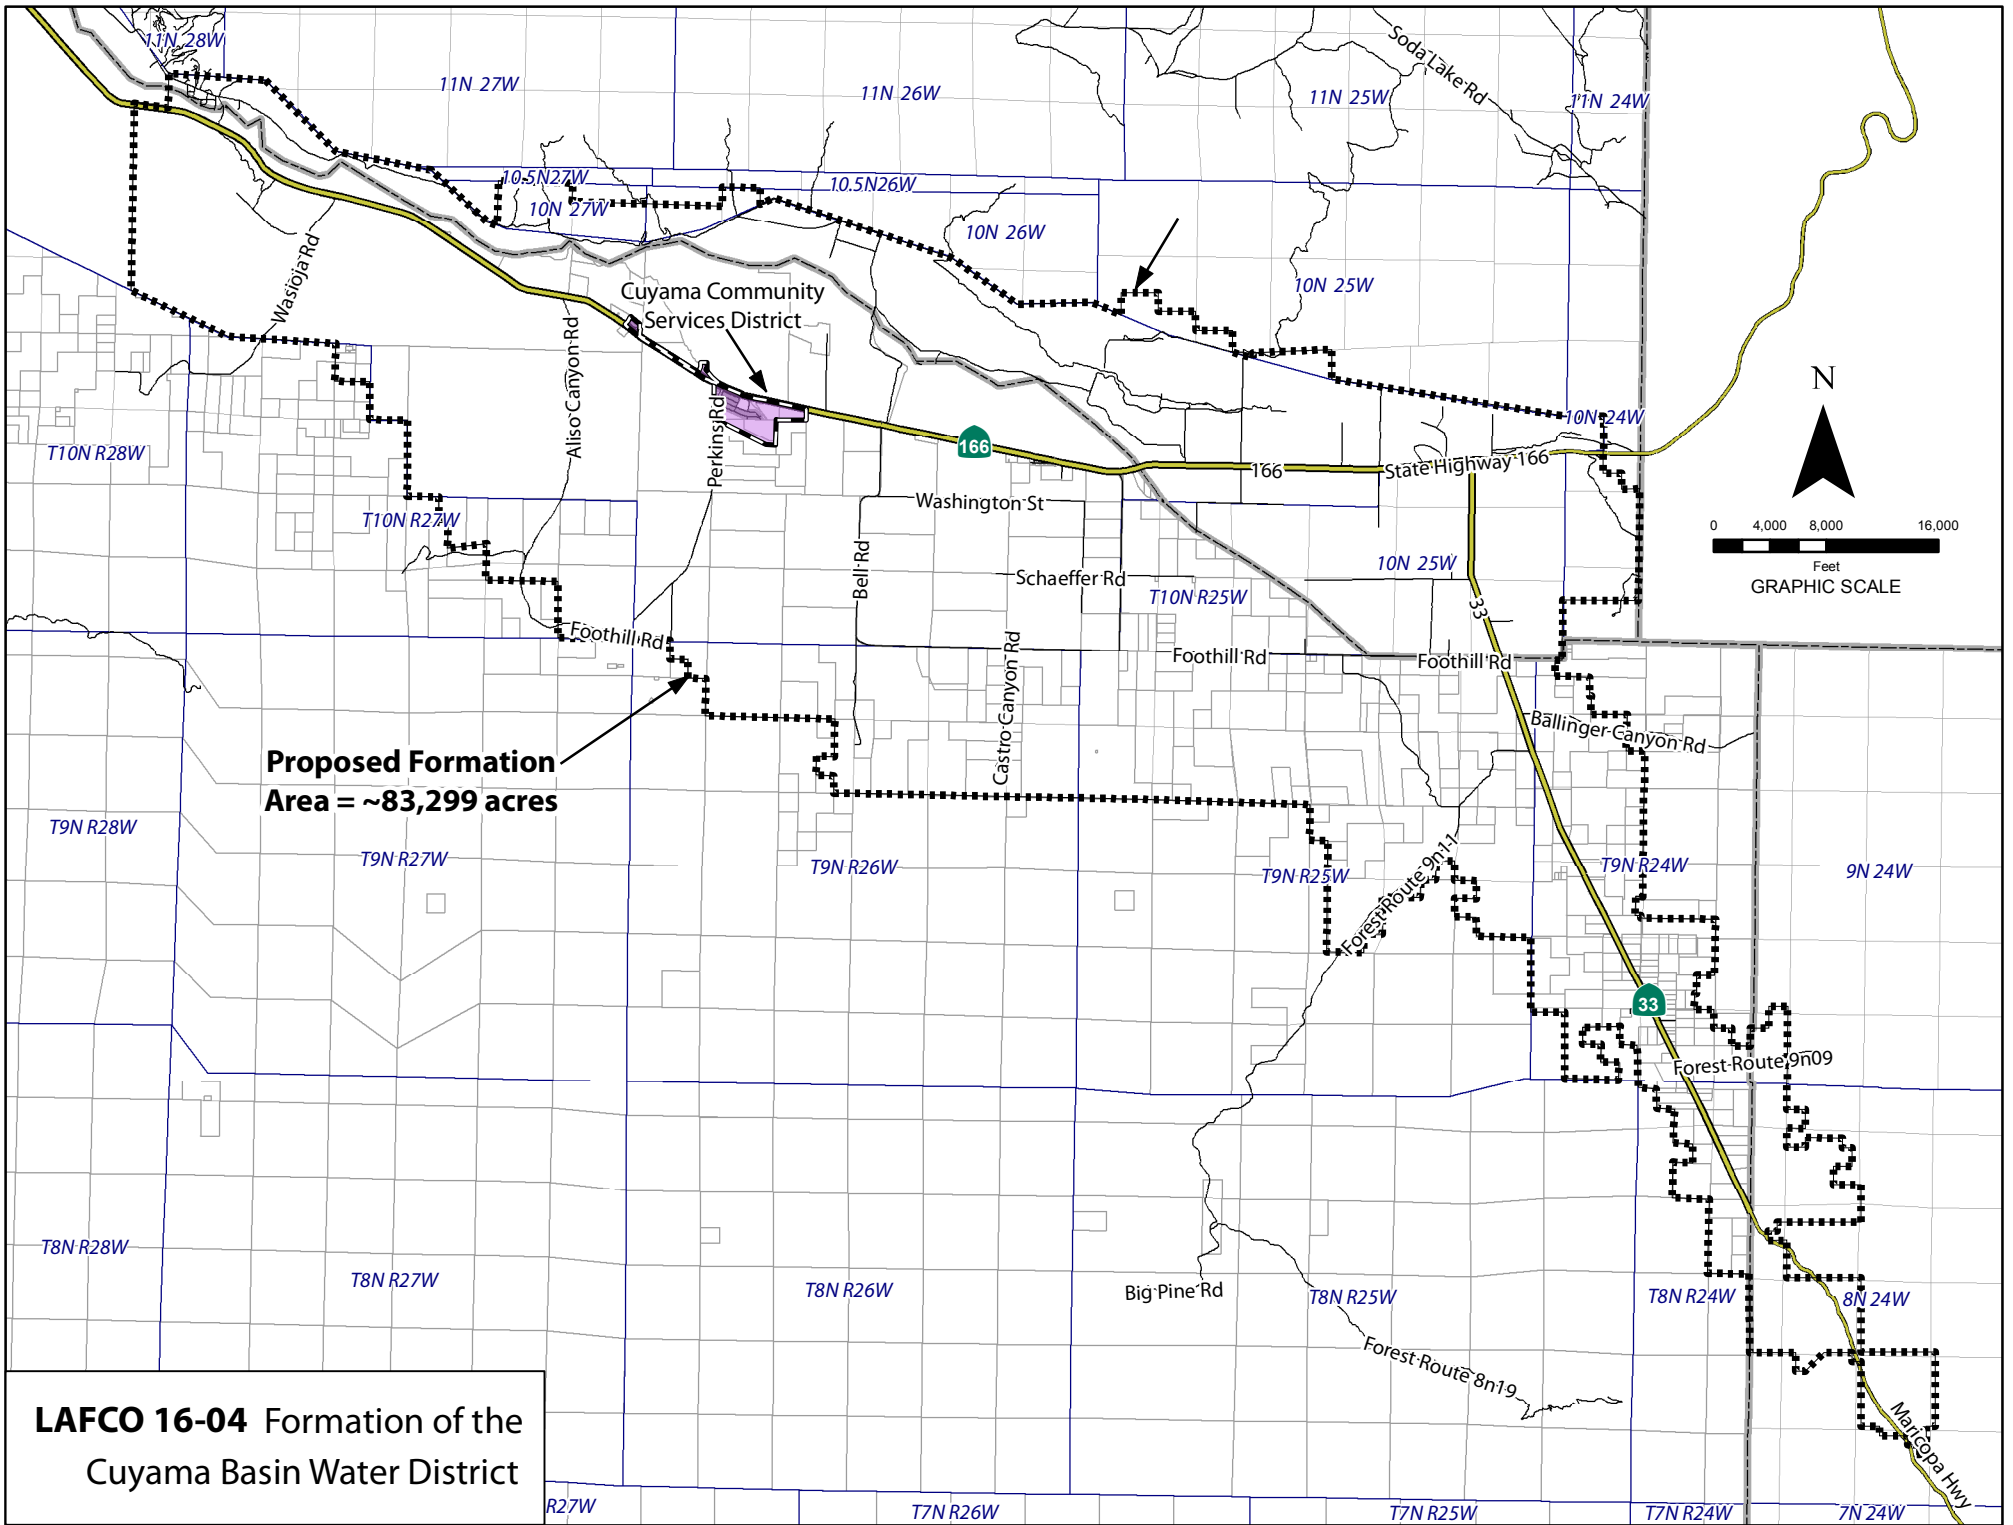 11N 28W
11N 27W
11N 26W
11N 25W
Soda Lake Rd
11N 24W
10.5N27W
10.5N26W
10N 27W
10N 26W
10N 25W
Wasioja Rd
Cuyama Community
Services District
Aliso Canyon Rd
Perkins Rd
10N 24W
N
T10N R28W
166
166
State Highway 166
Washington St
T10N R27W
0 4,000 8,000 16,000
Feet
GRAPHIC SCALE
Bell Rd
Schaeffer Rd
10N 25W
T10N R25W
33
Foothill Rd
Foothill Rd
Foothill Rd
Castro Canyon Rd
Ballinger Canyon Rd
Proposed Formation
Area = ~83,299 acres
T9N R28W
T9N R27W
T9N R26W
T9N R25W
Forest Route 9n11
T9N R24W
9N 24W
33
Forest Route 9n09
T8N R28W
T8N R27W
T8N R26W
Big Pine Rd
T8N R25W
T8N R24W
8N 24W
Forest Route 8n19
Maricopa Hwy
LAFCO 16-04 Formation of the
Cuyama Basin Water District
R27W
T7N R26W
T7N R25W
T7N R24W
7N 24W